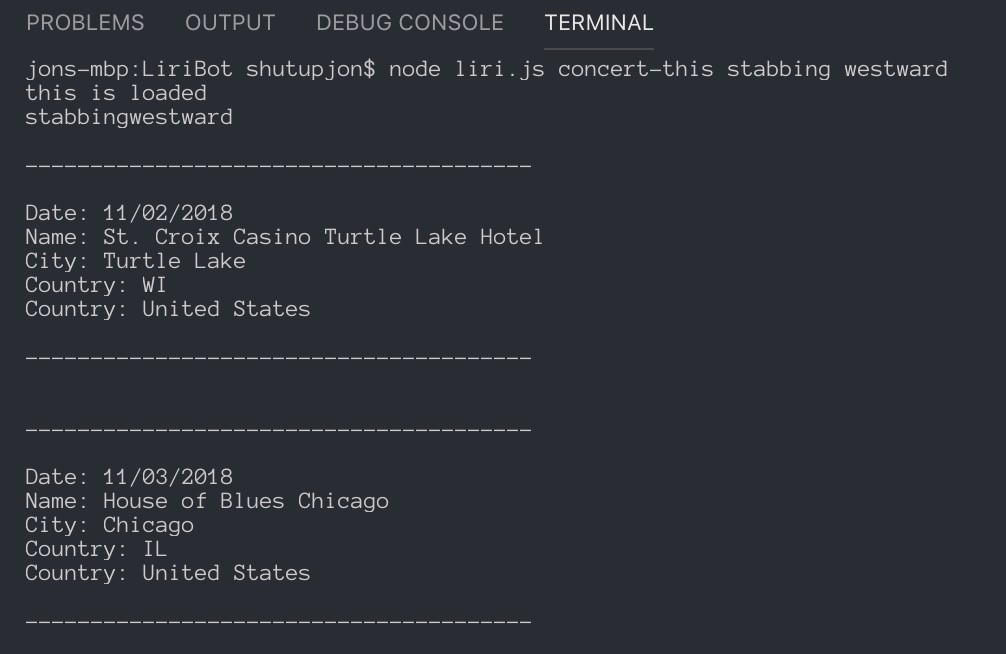 PROBLEMS OUTPUT DEBUG CONSOLE TERMINAL
jons-mbp:LiriBot shutupjon$ node liri.js concert-this stabbing westward
this is loaded
stabbingwestward
---------------------------------------
Date: 11/02/2018
Name: St. Croix Casino Turtle Lake Hotel
City: Turtle Lake
Country: WI
Country: United States
---------------------------------------
---------------------------------------
Date: 11/03/2018
Name: House of Blues Chicago
City: Chicago
Country: IL
Country: United States
---------------------------------------